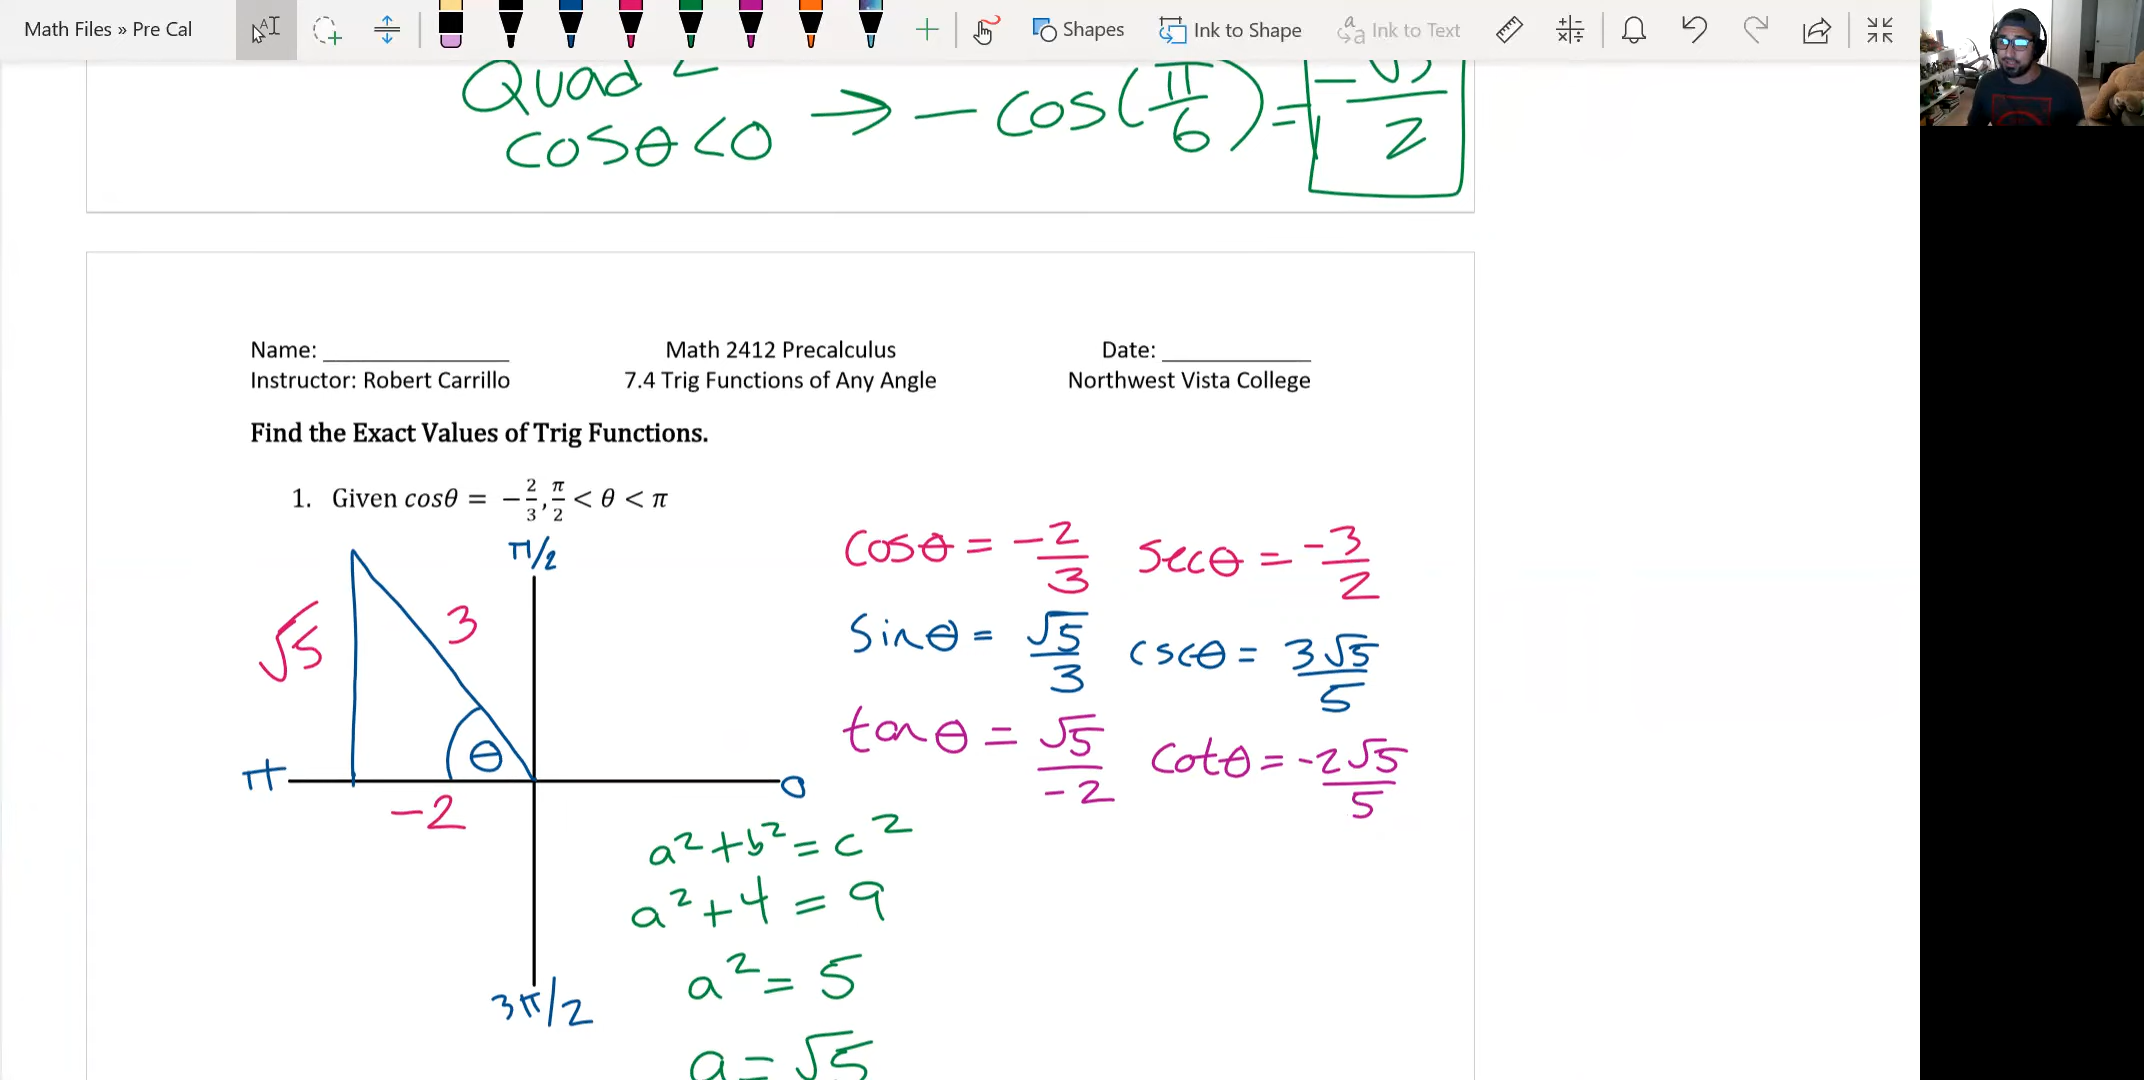 Math Files » Pre Cal
Shapes
Ink to Shape
Ink to Text
Quad 2
cosθ<0 → - cos(π/6) = -√3/2
Name: _______________
Math 2412 Precalculus
Date: ____________
Instructor: Robert Carrillo
7.4 Trig Functions of Any Angle
Northwest Vista College
Find the Exact Values of Trig Functions.
1. Given cosθ = −2/3, π/2 < θ < π
π/2
√5
3
θ
π
0
-2
3π/2
cosθ = -2/3
secθ = -3/2
sinθ = √5/3
cscθ = 3√5/5
tanθ = √5/-2
cotθ = -2√5/5
a²+b²=c²
a²+4=9
a²=5
a=√5